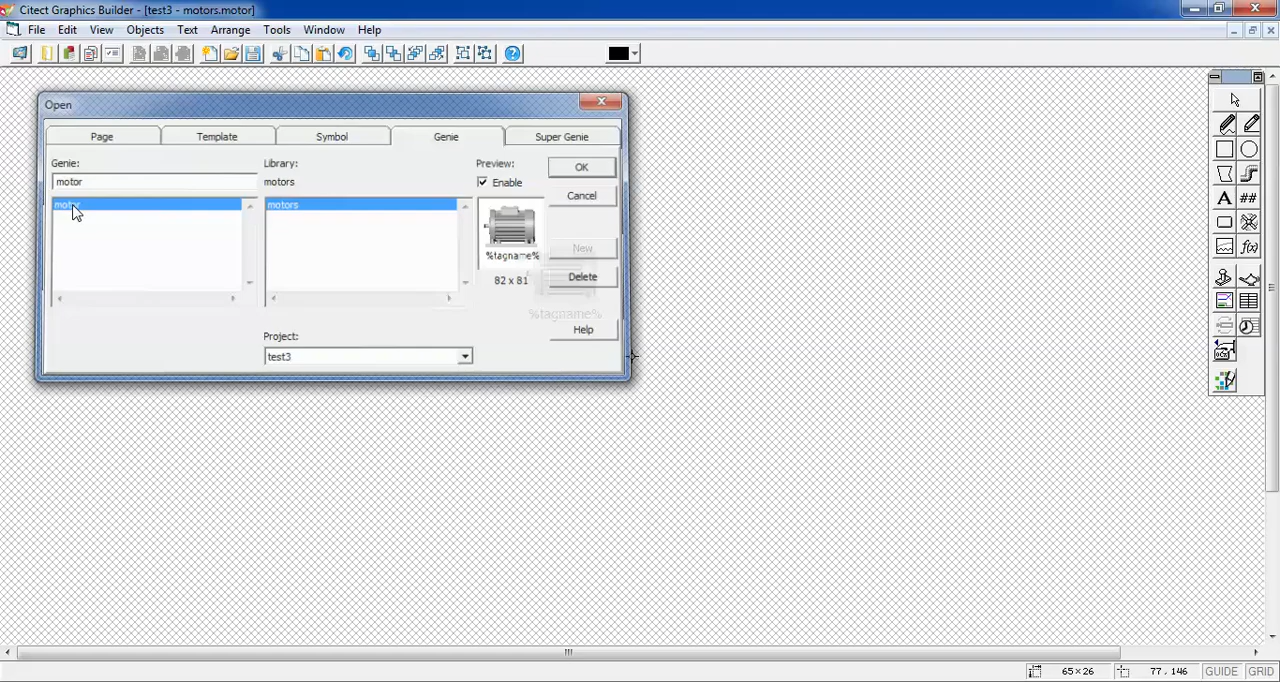 Citect Graphics Builder - [test3 - motors.motor]
File Edit View Objects Text Arrange Tools Window Help
Open
Page Template Symbol Genie Super Genie
Genie: Library: Preview:
motor motors Enable OK
motor motors Cancel
%tagname% New
82 x 81 Delete
%tagname%
Help
Project:
test3
A ##
f(x)
65x26 77, 146 GUIDE GRID